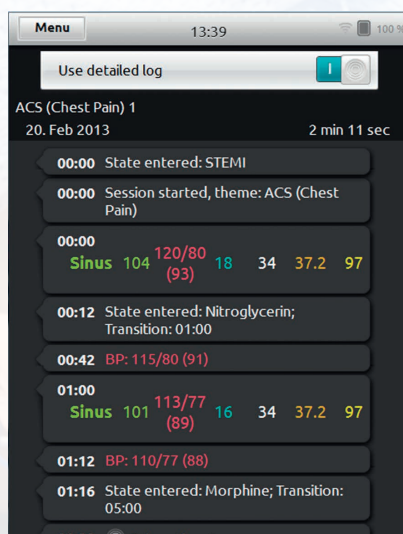 Menu
13:39
100 %
Use detailed log
I
ACS (Chest Pain) 1
20. Feb 2013
2 min 11 sec
00:00 State entered: STEMI
00:00 Session started, theme: ACS (Chest
Pain)
00:00
Sinus 104 120/80 (93) 18 34 37.2 97
00:12 State entered: Nitroglycerin;
Transition: 01:00
00:42 BP: 115/80 (91)
01:00
Sinus 101 113/77 (89) 16 34 37.2 97
01:12 BP: 110/77 (88)
01:16 State entered: Morphine; Transition:
05:00